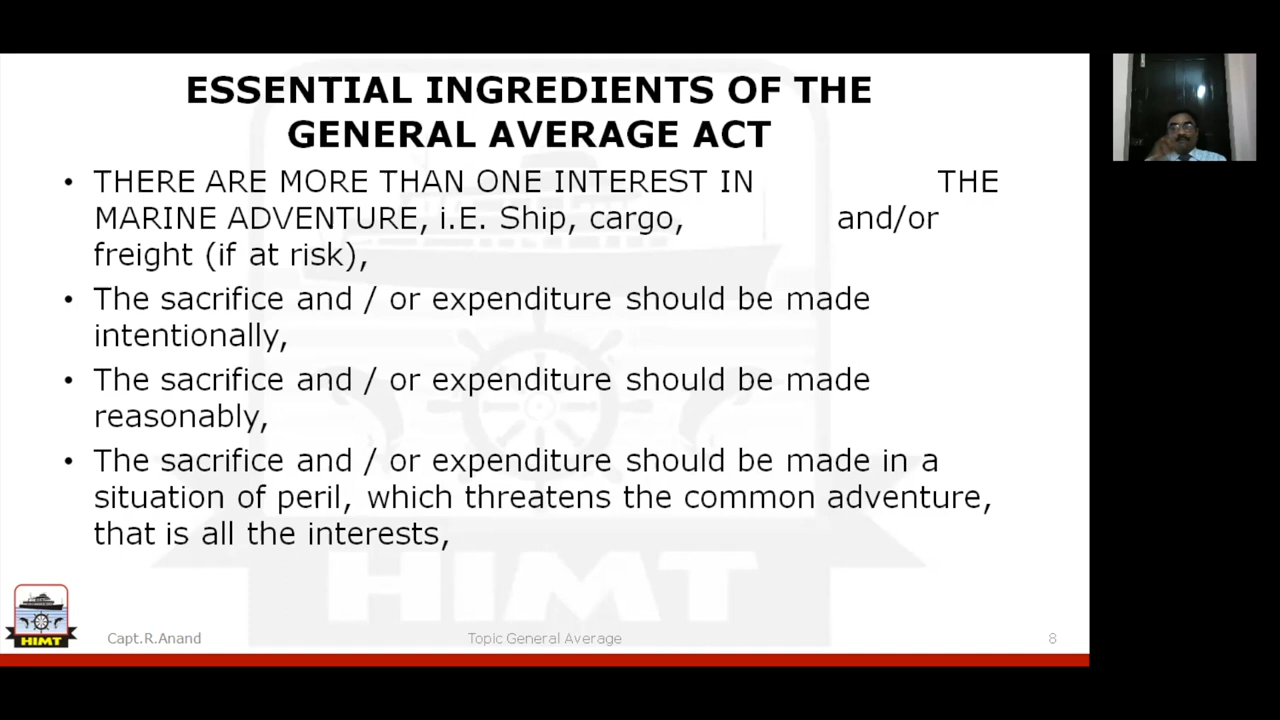 ESSENTIAL INGREDIENTS OF THE
GENERAL AVERAGE ACT
• THERE ARE MORE THAN ONE INTEREST IN THE
MARINE ADVENTURE, i.E. Ship, cargo, and/or
freight (if at risk),
• The sacrifice and / or expenditure should be made
intentionally,
• The sacrifice and / or expenditure should be made
reasonably,
• The sacrifice and / or expenditure should be made in a
situation of peril, which threatens the common adventure,
that is all the interests,
HIMT
HIMT
Capt.R.Anand
Topic General Average
8